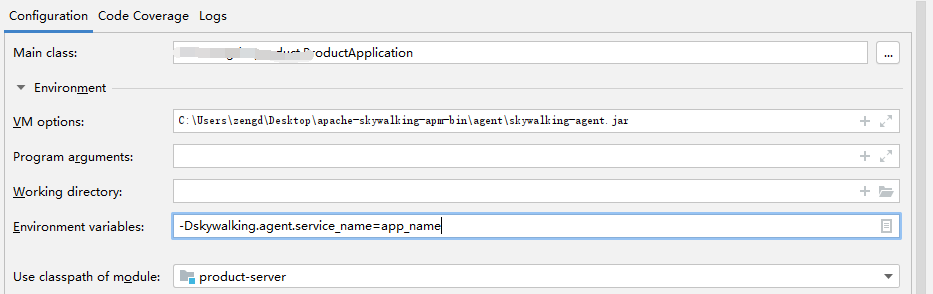 Configuration Code Coverage Logs
Main class: ProductApplication ...
Environment
VM options: C:\Users\zengd\Desktop\apache-skywalking-apm-bin\agent\skywalking-agent.jar
Program arguments:
Working directory:
Environment variables: -Dskywalking.agent.service_name=app_name
Use classpath of module: product-server